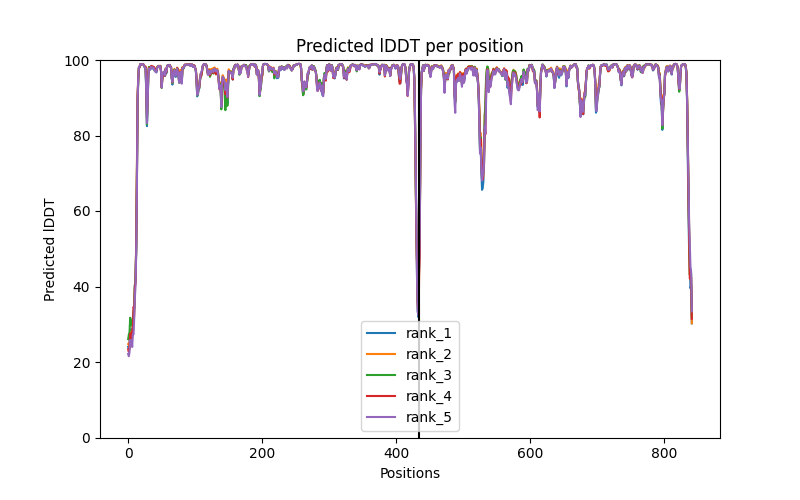 Predicted lDDT per position
Predicted lDDT
100
80
60
40
20
0
rank_1
rank_2
rank_3
rank_4
rank_5
0 200 400 600 800
Positions